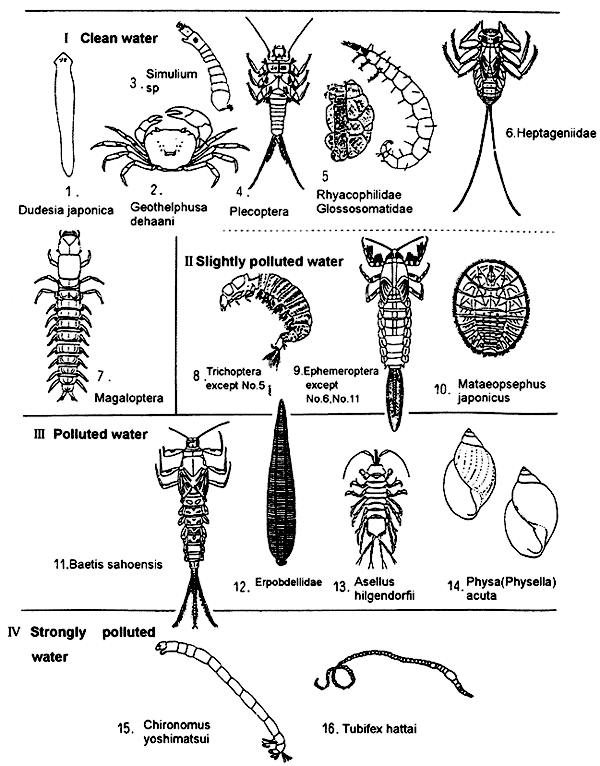 I Clean water
3. Simulium
sp
1.
Dudesia japonica
2.
Geothelphusa
dehaani
4.
Plecoptera
5
Rhyacophilidae
Glossosomatidae
6.Heptageniidae
7.
Magaloptera
II Slightly polluted water
8. Trichoptera
except No.5
9. Ephemeroptera
except
No.6,No.11
10. Mataeopsephus
japonicus
III Polluted water
11.Baetis sahoensis
12. Erpobdellidae
13. Asellus
hilgendorfii
14. Physa(Physella)
acuta
IV Strongly polluted
water
15. Chironomus
yoshimatsui
16. Tubifex hattai